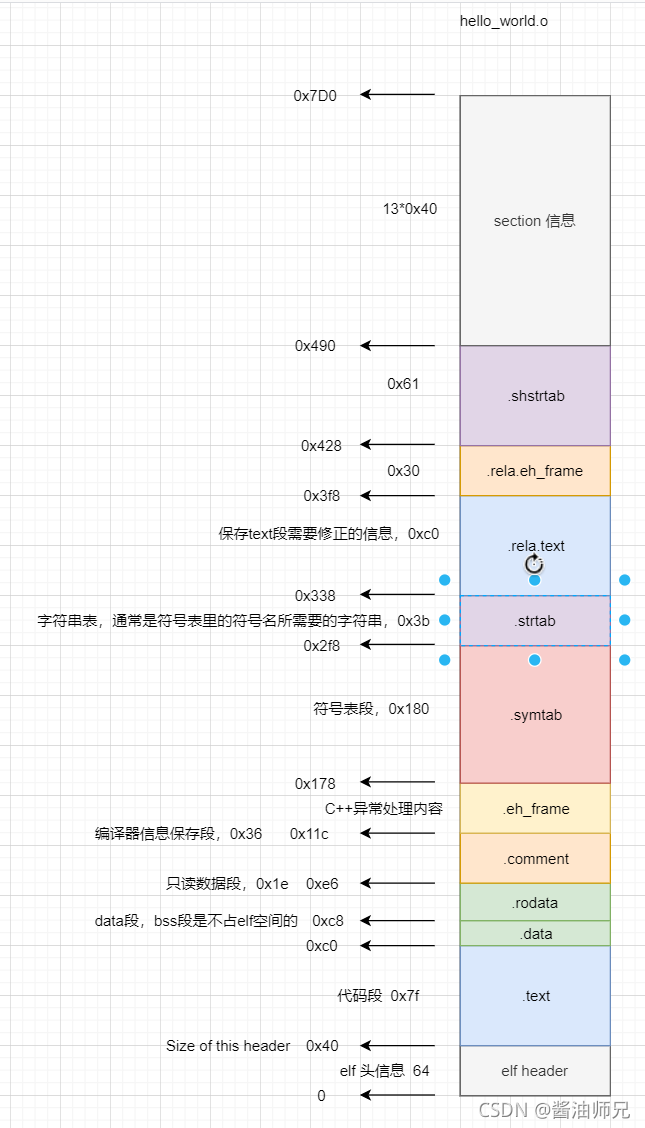 hello_world.o
0x7D0
13*0x40
section 信息
0x490
0x61
.shstrtab
0x428
0x30
.rela.eh_frame
0x3f8
保存text段需要修正的信息，0xc0
.rela.text
0x338
字符串表，通常是符号表里的符号名所需要的字符串，0x3b
.strtab
0x2f8
符号表段，0x180
.symtab
0x178
C++异常处理内容
.eh_frame
编译器信息保存段，0x36 0x11c
.comment
只读数据段，0x1e 0xe6
.rodata
data段，bss段是不占elf空间的 0xc8
.data
0xc0
代码段 0x7f
.text
Size of this header 0x40
elf 头信息 64
elf header
0
CSDN @酱油师兄